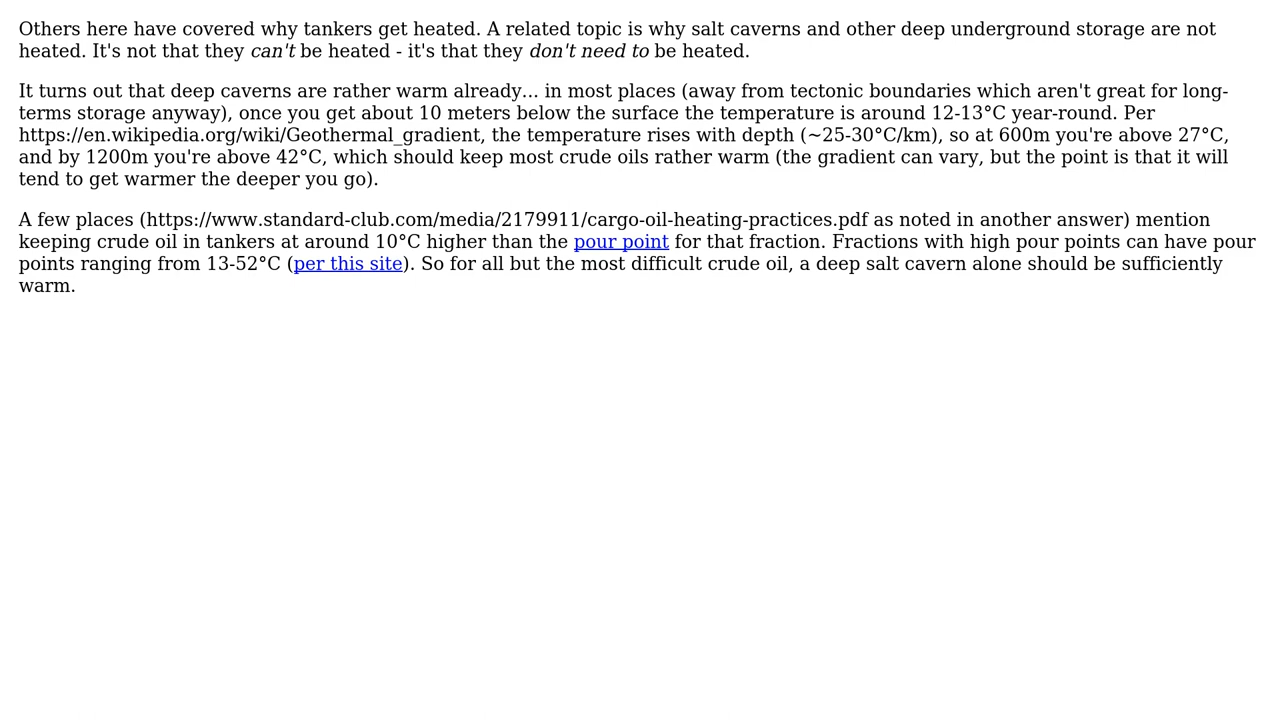 Others here have covered why tankers get heated. A related topic is why salt caverns and other deep underground storage are not
heated. It's not that they can't be heated - it's that they don't need to be heated.
It turns out that deep caverns are rather warm already... in most places (away from tectonic boundaries which aren't great for long-
terms storage anyway), once you get about 10 meters below the surface the temperature is around 12-13°C year-round. Per
https://en.wikipedia.org/wiki/Geothermal_gradient, the temperature rises with depth (~25-30°C/km), so at 600m you're above 27°C,
and by 1200m you're above 42°C, which should keep most crude oils rather warm (the gradient can vary, but the point is that it will
tend to get warmer the deeper you go).
A few places (https://www.standard-club.com/media/2179911/cargo-oil-heating-practices.pdf as noted in another answer) mention
keeping crude oil in tankers at around 10°C higher than the pour point for that fraction. Fractions with high pour points can have pour
points ranging from 13-52°C (per this site). So for all but the most difficult crude oil, a deep salt cavern alone should be sufficiently
warm.